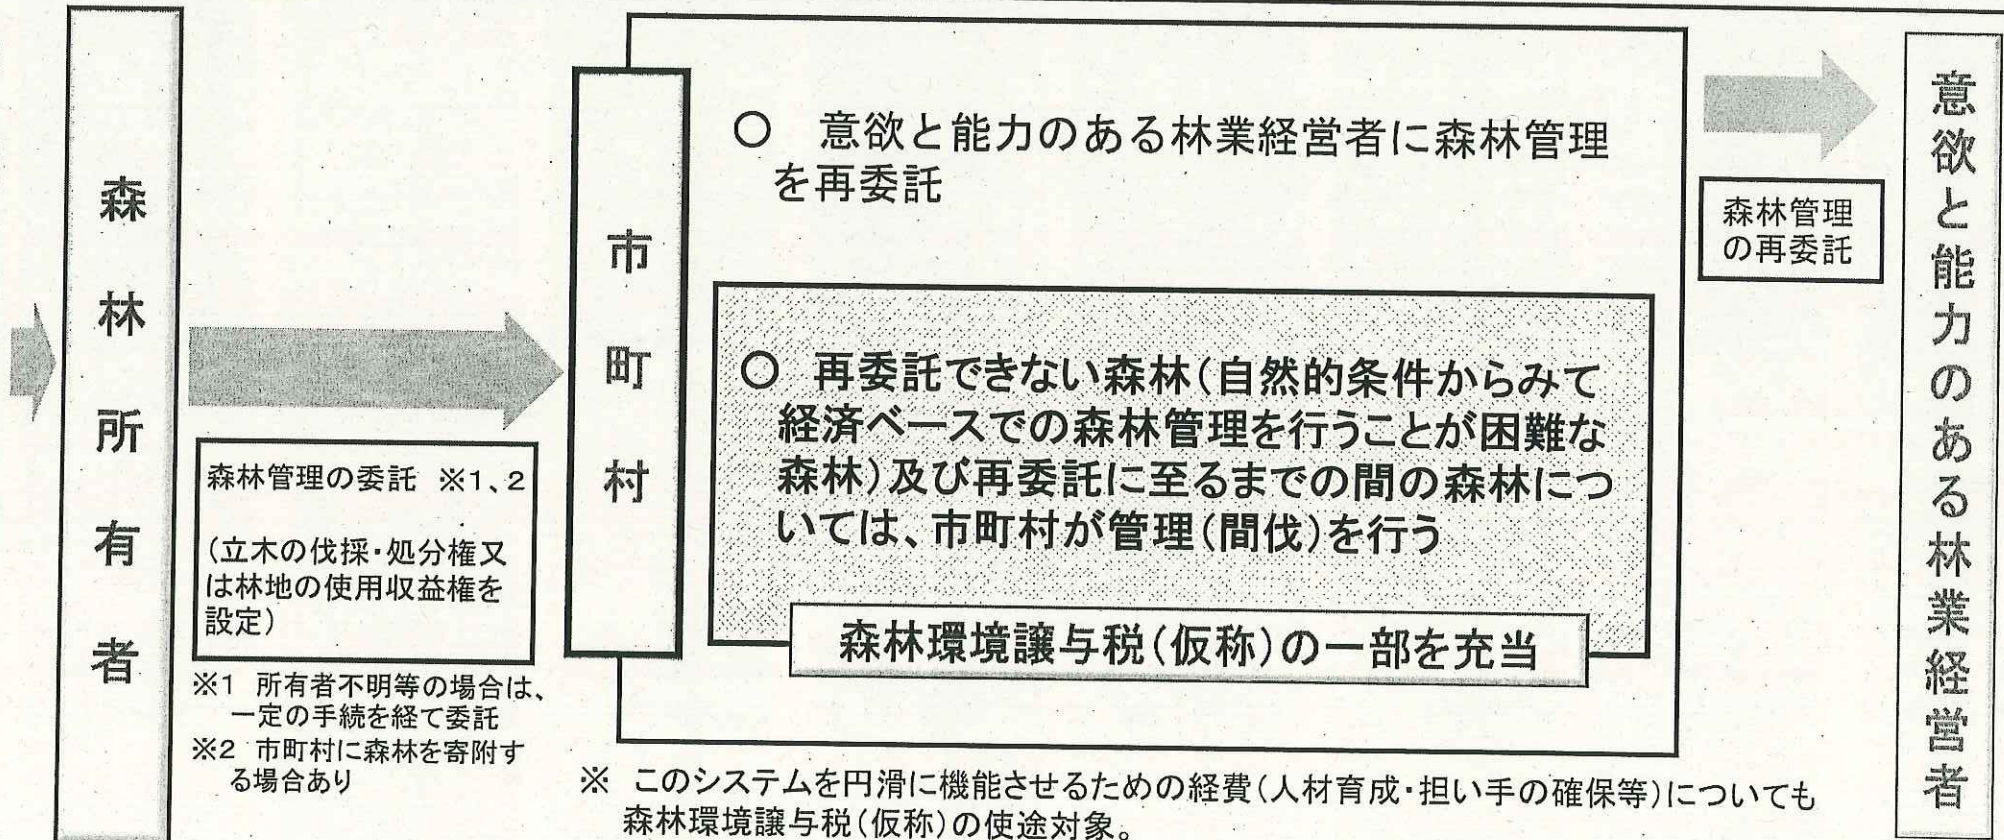 森林所有者
森林管理の委託 ※1、2
(立木の伐採・処分権又
は林地の使用収益権を
設定)
※1 所有者不明等の場合は、
一定の手続を経て委託
※2 市町村に森林を寄附す
る場合あり
市町村
○ 意欲と能力のある林業経営者に森林管理
を再委託
○ 再委託できない森林(自然的条件からみて
経済ベースでの森林管理を行うことが困難な
森林)及び再委託に至るまでの間の森林につ
いては、市町村が管理(間伐)を行う
森林環境譲与税(仮称)の一部を充当
森林管理
の再委託
意欲と能力のある林業経営者
※ このシステムを円滑に機能させるための経費(人材育成・担い手の確保等)についても
森林環境譲与税(仮称)の使途対象。